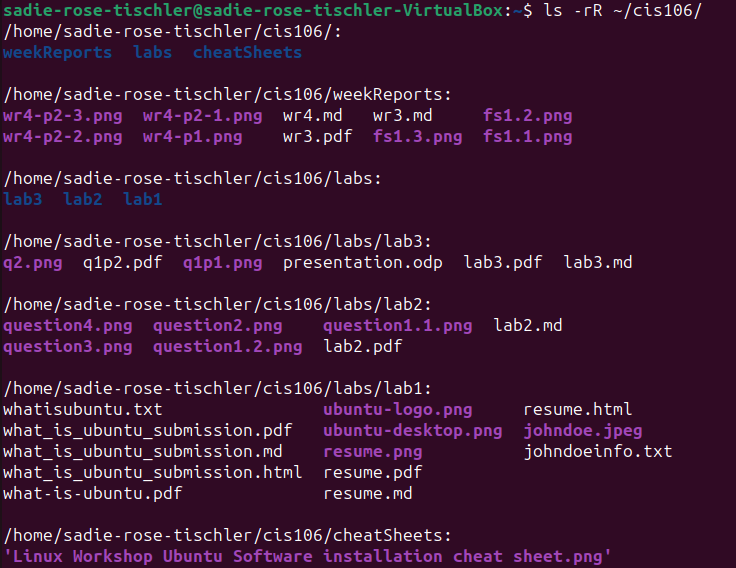 sadie-rose-tischler@sadie-rose-tischler-VirtualBox:~$ ls -rR ~/cis106/
/home/sadie-rose-tischler/cis106/:
weekReports  labs  cheatSheets

/home/sadie-rose-tischler/cis106/weekReports:
wr4-p2-3.png  wr4-p2-1.png  wr4.md   wr3.md     fs1.2.png
wr4-p2-2.png  wr4-p1.png    wr3.pdf  fs1.3.png  fs1.1.png

/home/sadie-rose-tischler/cis106/labs:
lab3  lab2  lab1

/home/sadie-rose-tischler/cis106/labs/lab3:
q2.png  q1p2.pdf  q1p1.png  presentation.odp  lab3.pdf  lab3.md

/home/sadie-rose-tischler/cis106/labs/lab2:
question4.png  question2.png    question1.1.png  lab2.md
question3.png  question1.2.png  lab2.pdf

/home/sadie-rose-tischler/cis106/labs/lab1:
whatisubuntu.txt                ubuntu-logo.png     resume.html
what_is_ubuntu_submission.pdf   ubuntu-desktop.png  johndoe.jpeg
what_is_ubuntu_submission.md    resume.png          johndoeinfo.txt
what_is_ubuntu_submission.html  resume.pdf
what-is-ubuntu.pdf              resume.md

/home/sadie-rose-tischler/cis106/cheatSheets:
'Linux Workshop Ubuntu Software installation cheat sheet.png'